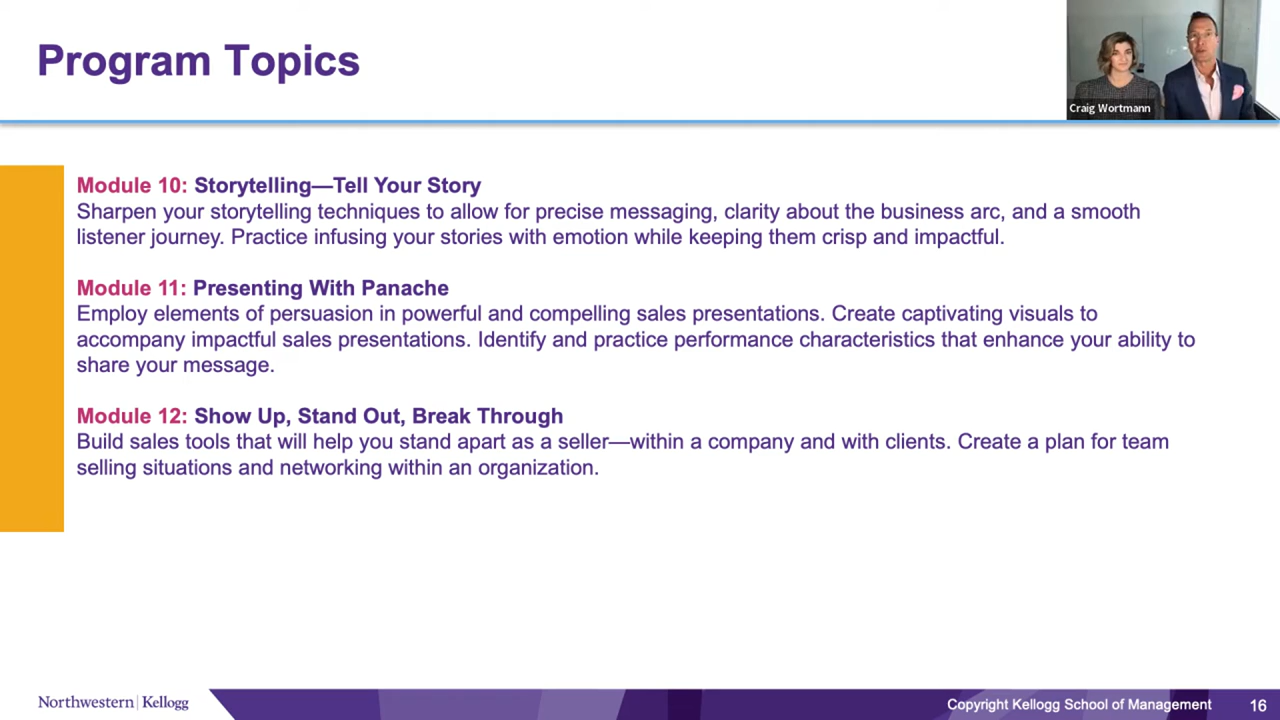 Program Topics
Craig Wortmann
Module 10: Storytelling—Tell Your Story
Sharpen your storytelling techniques to allow for precise messaging, clarity about the business arc, and a smooth
listener journey. Practice infusing your stories with emotion while keeping them crisp and impactful.
Module 11: Presenting With Panache
Employ elements of persuasion in powerful and compelling sales presentations. Create captivating visuals to
accompany impactful sales presentations. Identify and practice performance characteristics that enhance your ability to
share your message.
Module 12: Show Up, Stand Out, Break Through
Build sales tools that will help you stand apart as a seller—within a company and with clients. Create a plan for team
selling situations and networking within an organization.
Northwestern | Kellogg
Copyright Kellogg School of Management 16